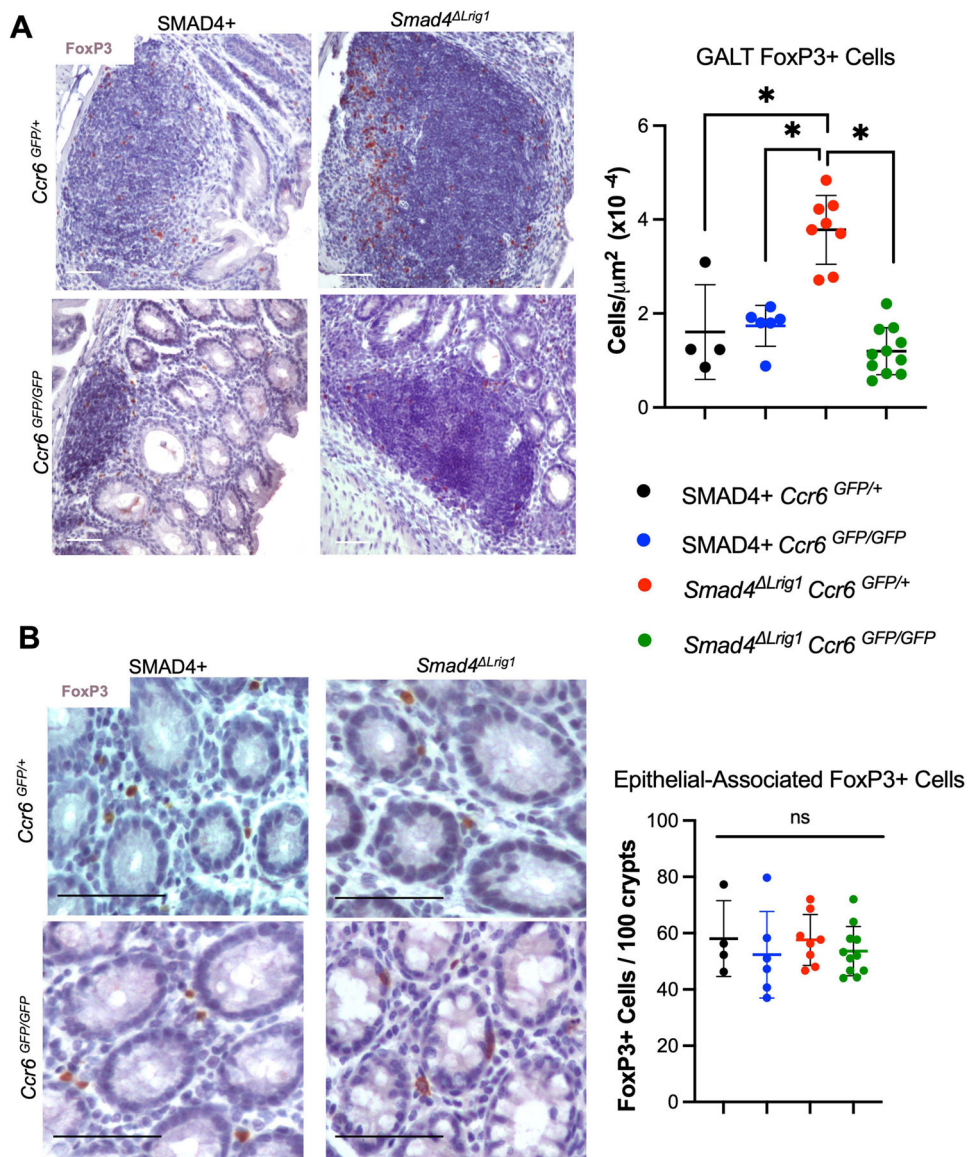 A
SMAD4+
Smad4ΔLrig1
FoxP3
Ccr6 GFP/+
Ccr6 GFP/GFP
GALT FoxP3+ Cells
*
* *
Cells/µm2 (x10-4)
6
4
2
0
SMAD4+ Ccr6 GFP/+
SMAD4+ Ccr6 GFP/GFP
Smad4ΔLrig1 Ccr6 GFP/+
Smad4ΔLrig1 Ccr6 GFP/GFP
B
SMAD4+
Smad4ΔLrig1
FoxP3
Ccr6 GFP/+
Ccr6 GFP/GFP
Epithelial-Associated FoxP3+ Cells
ns
FoxP3+ Cells / 100 crypts
100
80
60
40
20
0